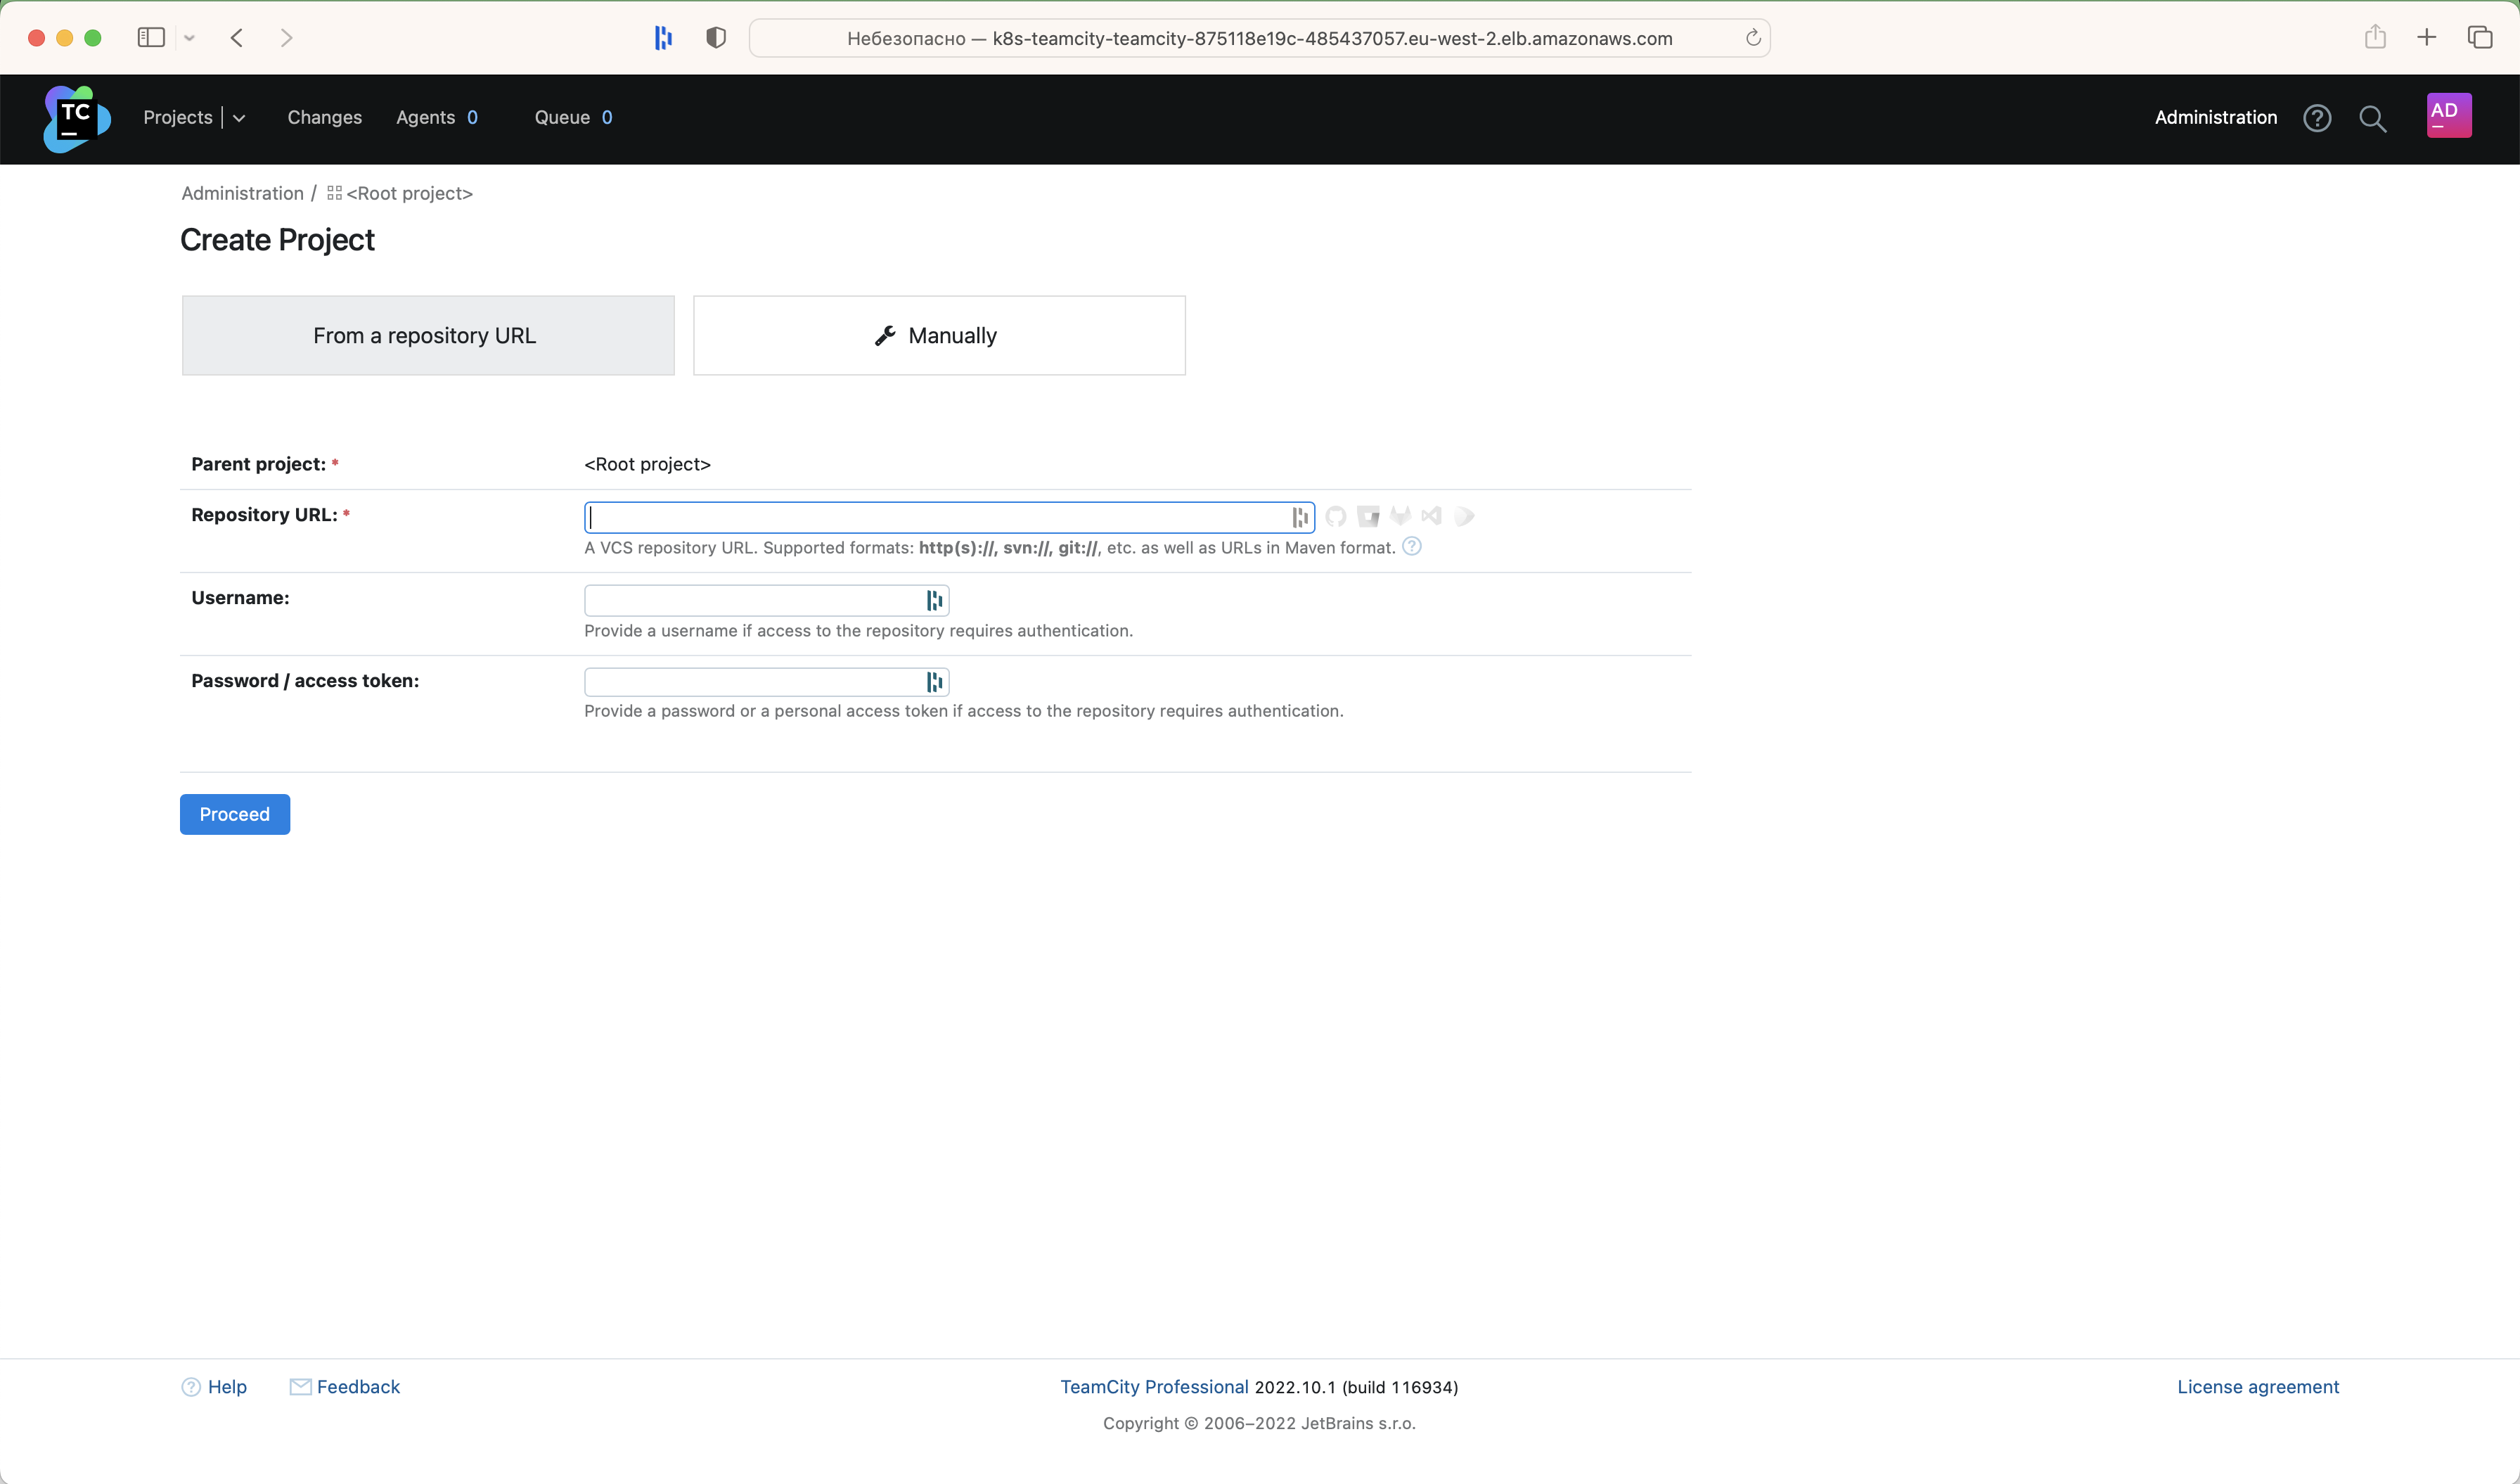 Небезопасно — k8s-teamcity-teamcity-875118e19c-485437057.eu-west-2.elb.amazonaws.com
TC Projects Changes Agents 0 Queue 0 Administration ? AD
Administration / <Root project>
Create Project
From a repository URL Manually
Parent project: * <Root project>
Repository URL: *
A VCS repository URL. Supported formats: http(s)://, svn://, git://, etc. as well as URLs in Maven format. ?
Username:
Provide a username if access to the repository requires authentication.
Password / access token:
Provide a password or a personal access token if access to the repository requires authentication.
Proceed
? Help Feedback TeamCity Professional 2022.10.1 (build 116934) License agreement
Copyright © 2006–2022 JetBrains s.r.o.